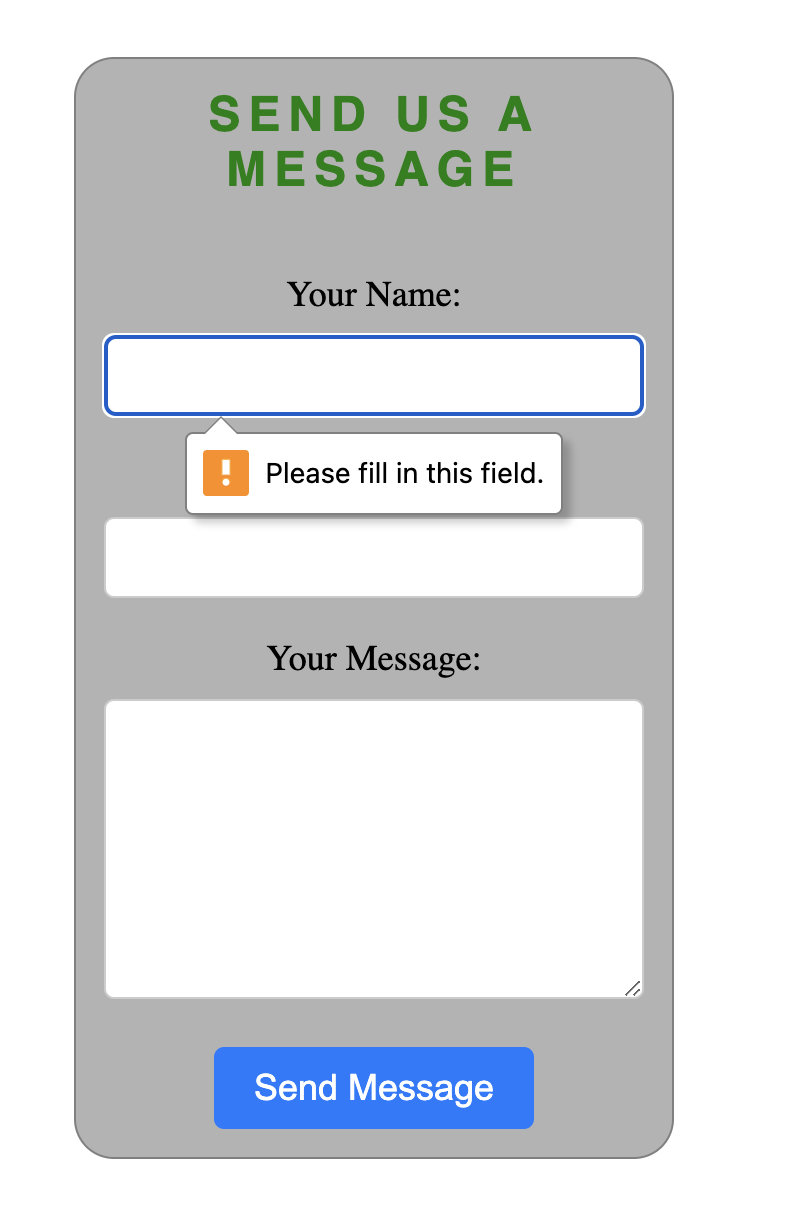 SEND US A
MESSAGE
Your Name:
Please fill in this field.
Your Message:
Send Message